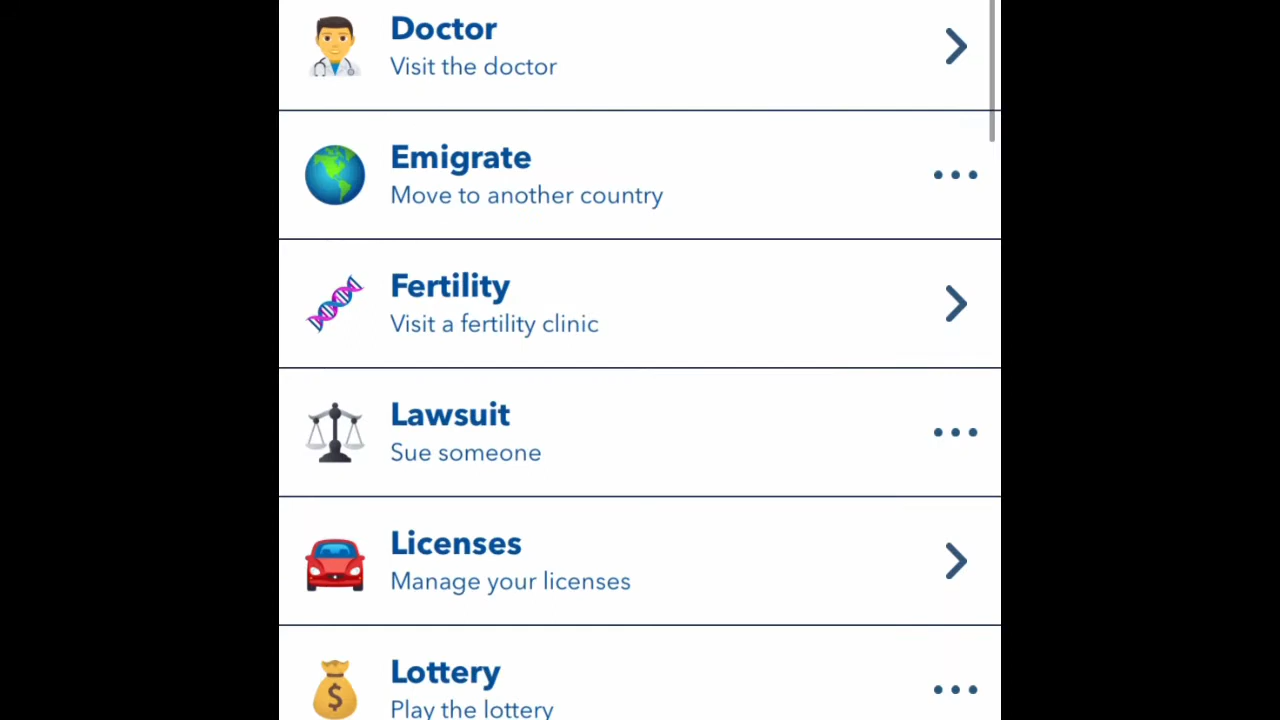 Doctor
Visit the doctor
Emigrate
Move to another country
Fertility
Visit a fertility clinic
Lawsuit
Sue someone
Licenses
Manage your licenses
Lottery
Play the lottery